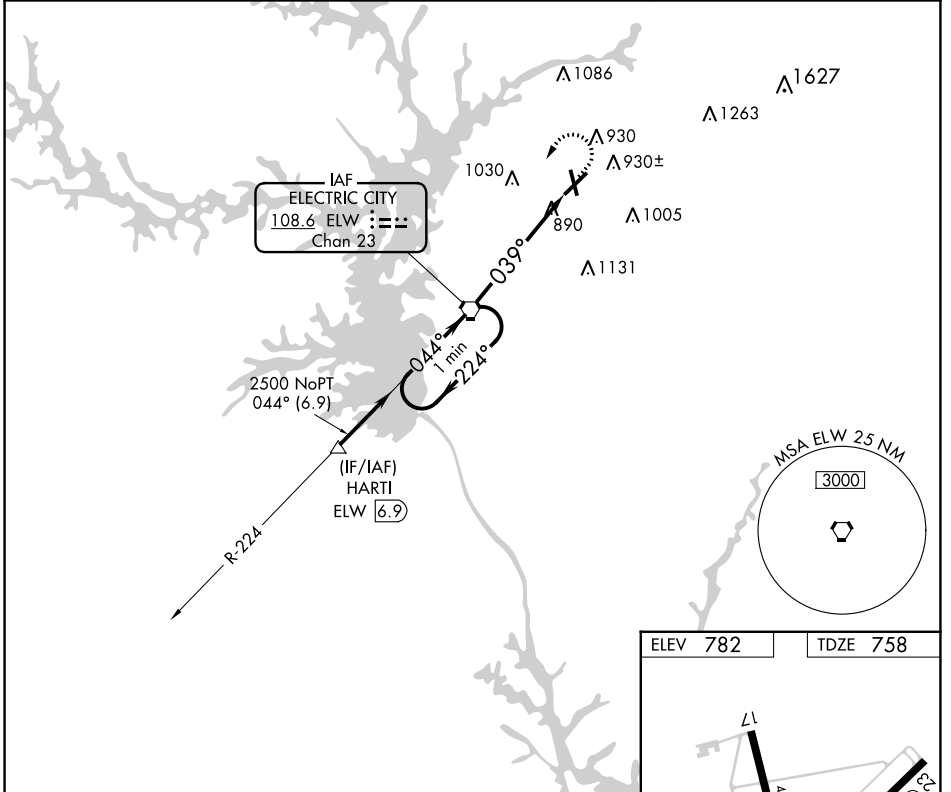 1086
1627
1263
930
930±
1030
1005
890
1131
IAF
ELECTRIC CITY
108.6 ELW
Chan 23
039°
044°
1 min
224°
2500 NoPT
044° (6.9)
(IF/IAF)
HARTI
ELW 6.9
R-224
MSA ELW 25 NM
3000
ELEV 782
TDZE 758
17
23